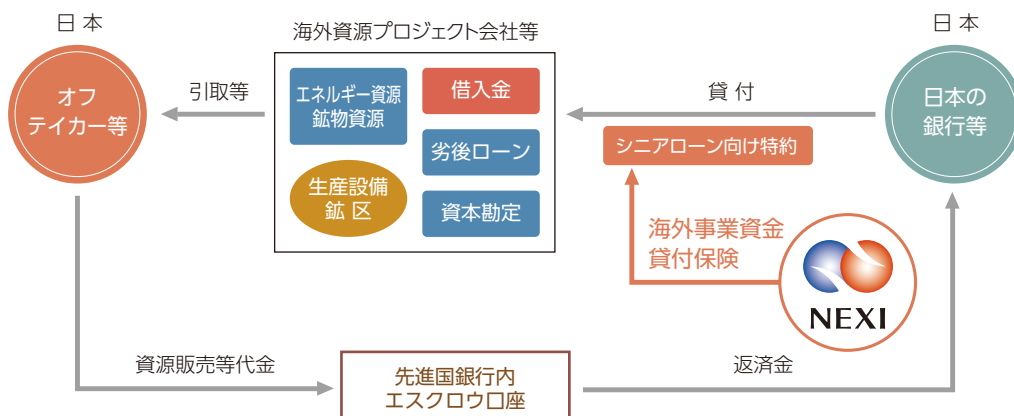 日 本
海外資源プロジェクト会社等
日 本
オフ
テイカー等
引取等
エネルギー資源
鉱物資源
借入金
劣後ローン
生産設備
鉱 区
資本勘定
貸 付
シニアローン向け特約
日本の
銀行等
海外事業資金
貸付保険
NEXI
資源販売等代金
先進国銀行内
エスクロウ口座
返済金